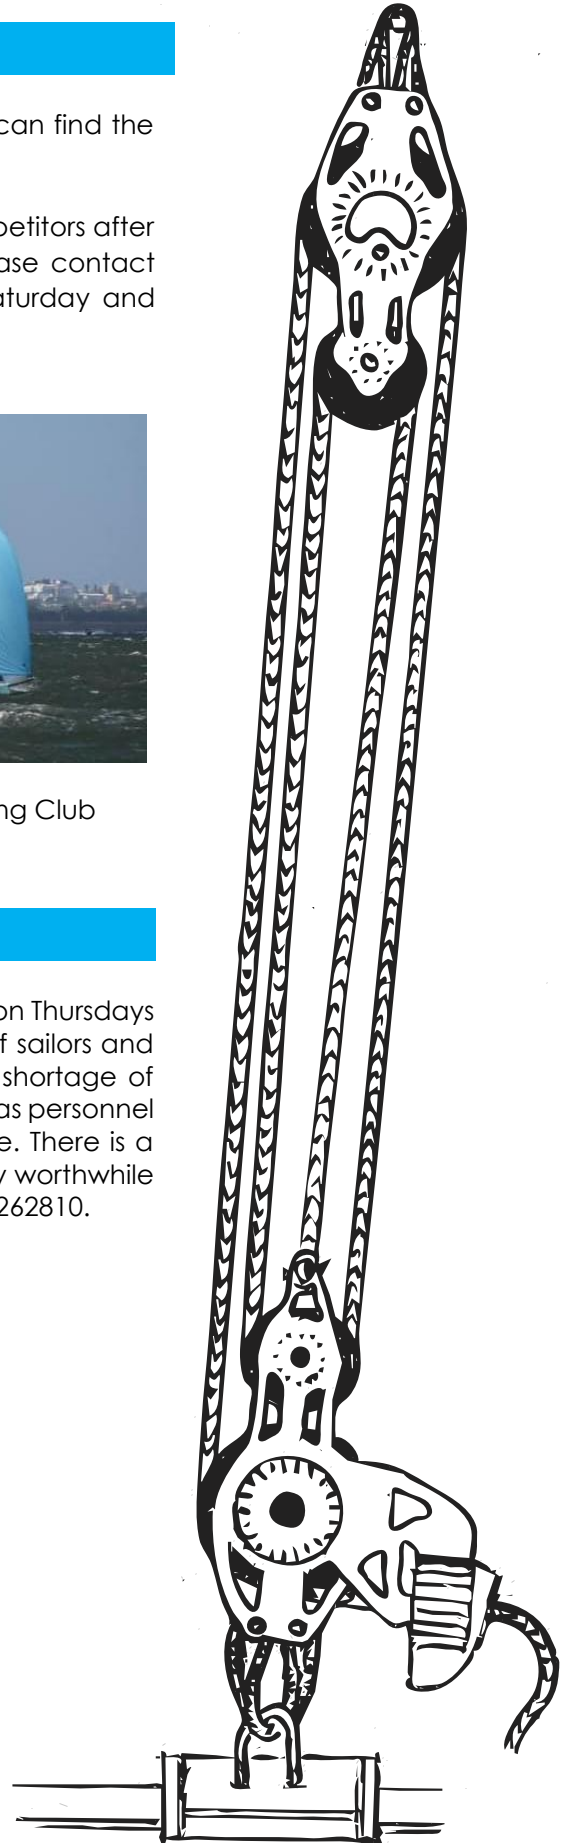 can find the
petitors after
ase contact
aturday and
ng Club
on Thursdays
f sailors and
shortage of
as personnel
e. There is a
y worthwhile
262810.